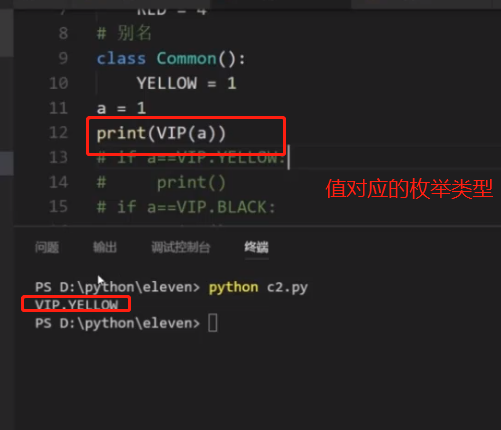 7 RED = 4
8 # 别名
9 class Common():
10 YELLOW = 1
11 a = 1
12 print(VIP(a))
13 # if a==VIP.YELLOW:
14 # print()
15 # if a==VIP.BLACK:
值对应的枚举类型
问题 输出 调试控制台 终端
PS D:\python\eleven> python c2.py
VIP.YELLOW
PS D:\python\eleven>